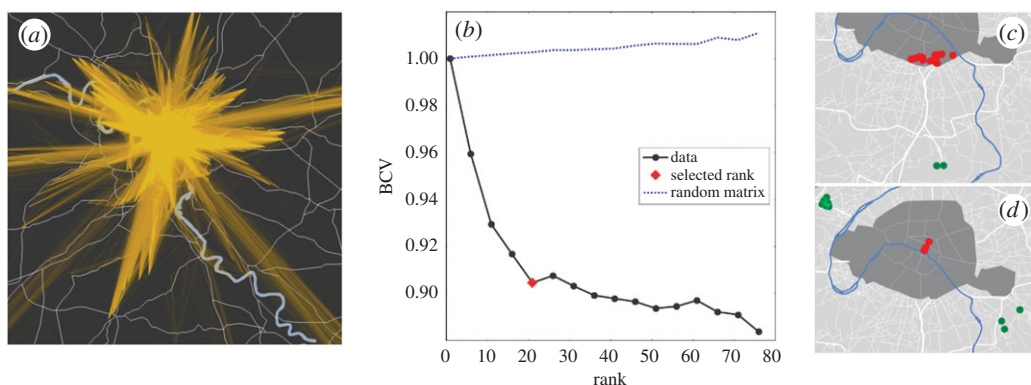 (a)
(b)
(c)
(d)
BCV
1.00
0.98
0.96
0.94
0.92
0.90
0 10 20 30 40 50 60 70 80
rank
data
selected rank
random matrix